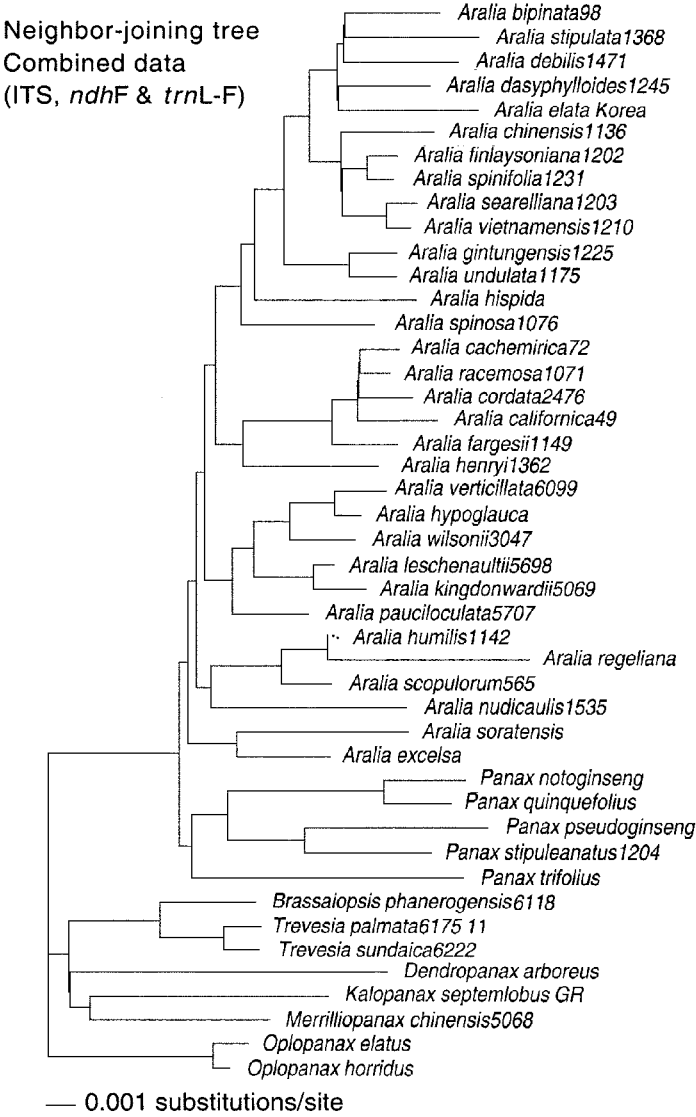 Neighbor-joining tree
Combined data
(ITS, ndhF & trnL-F)
Aralia bipinata98
Aralia stipulata1368
Aralia debilis1471
Aralia dasyphylloides1245
Aralia elata Korea
Aralia chinensis1136
Aralia finlaysoniana1202
Aralia spinifolia1231
Aralia searelliana1203
Aralia vietnamensis1210
Aralia gintungensis1225
Aralia undulata1175
Aralia hispida
Aralia spinosa1076
Aralia cachemirica72
Aralia racemosa1071
Aralia cordata2476
Aralia californica49
Aralia fargesii1149
Aralia henryi1362
Aralia verticillata6099
Aralia hypoglauca
Aralia wilsonii3047
Aralia leschenaultii5698
Aralia kingdonwardii5069
Aralia pauciloculata5707
Aralia humilis1142
Aralia regeliana
Aralia scopulorum565
Aralia nudicaulis1535
Aralia soratensis
Aralia excelsa
Panax notoginseng
Panax quinquefolius
Panax pseudoginseng
Panax stipuleanatus1204
Panax trifolius
Brassaiopsis phanerogensis6118
Trevesia palmata6175 11
Trevesia sundaica6222
Dendropanax arboreus
Kalopanax septemlobus GR
Merrilliopanax chinensis5068
Oplopanax elatus
Oplopanax horridus
0.001 substitutions/site